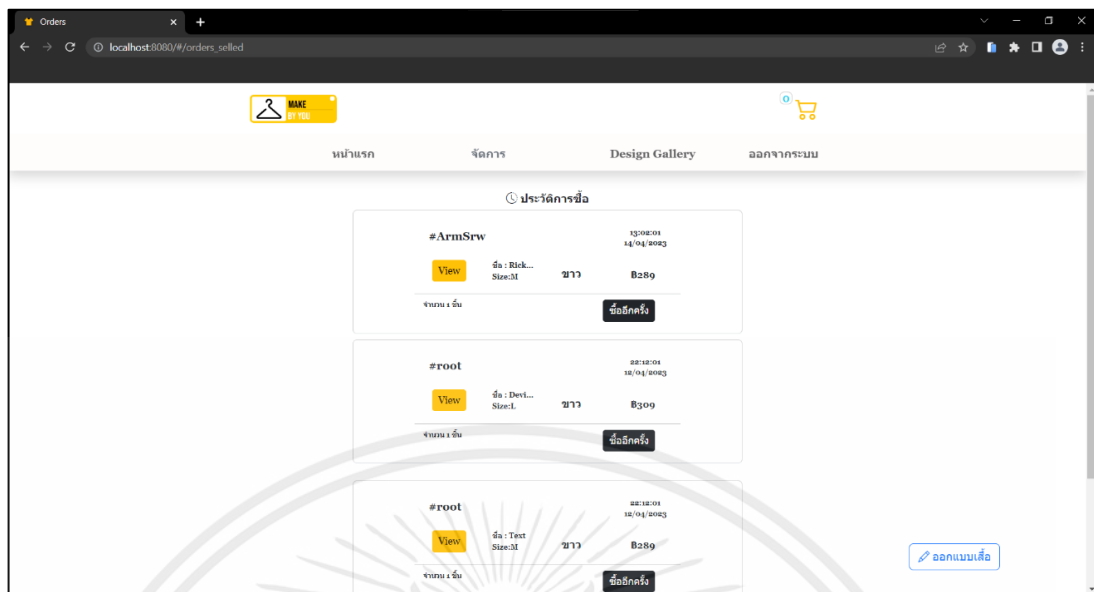 Orders
localhost:8080/#/orders_selled
MAKE
BY YOU
0
หน้าแรก จัดการ Design Gallery ออกจากระบบ
ประวัติการซื้อ
#ArmSrw 13:02:01
14/04/2023
View ชื่อ : Rick... ขาว ฿289
Size:M
จำนวน 1 ชิ้น ซื้ออีกครั้ง
#root 22:12:01
12/04/2023
View ชื่อ : Devi... ขาว ฿309
Size:L
จำนวน 1 ชิ้น ซื้ออีกครั้ง
#root 22:12:01
12/04/2023
View ชื่อ : Text ขาว ฿289
Size:M
ออกแบบเสื้อ
จำนวน 1 ชิ้น ซื้ออีกครั้ง